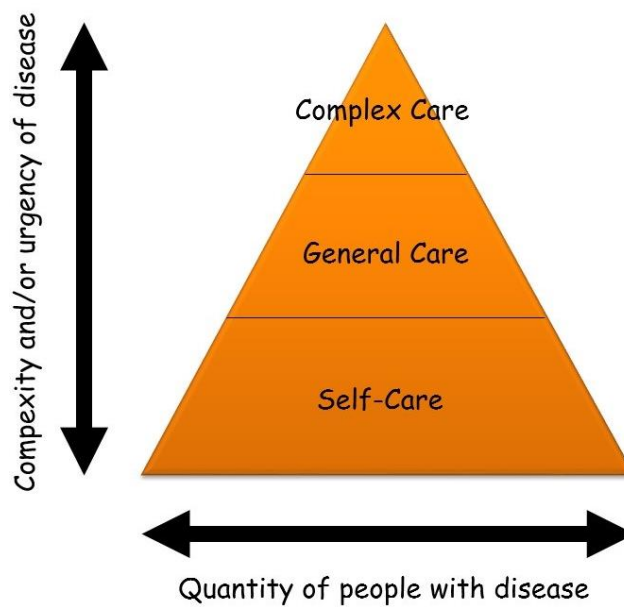 Compexity and/or urgency of disease
Complex Care
General Care
Self-Care
Quantity of people with disease